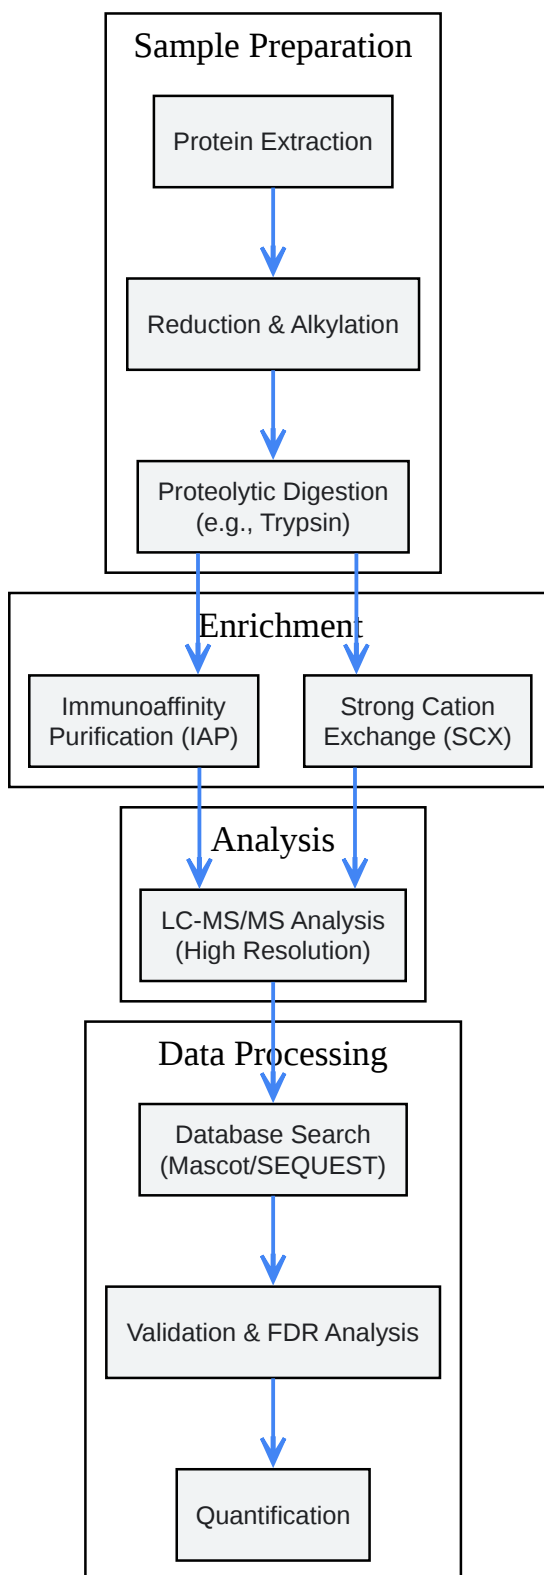 Sample Preparation
Protein Extraction
Reduction & Alkylation
Proteolytic Digestion
(e.g., Trypsin)
Enrichment
Immunoaffinity
Purification (IAP)
Strong Cation
Exchange (SCX)
Analysis
LC-MS/MS Analysis
(High Resolution)
Data Processing
Database Search
(Mascot/SEQUEST)
Validation & FDR Analysis
Quantification